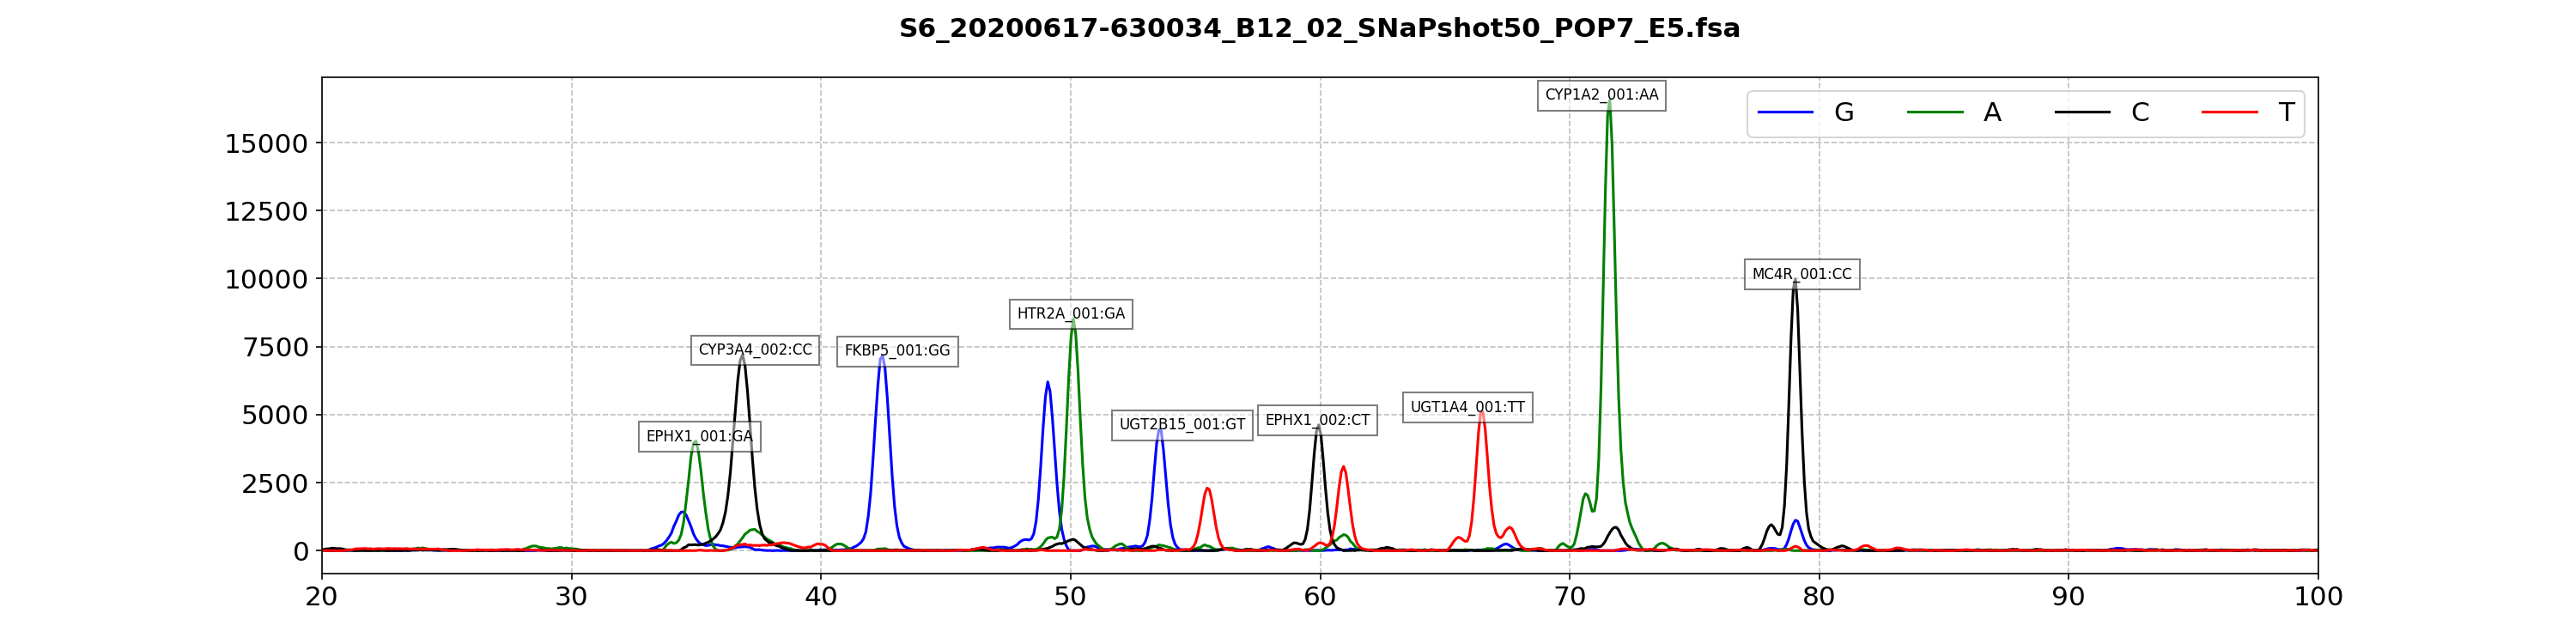 S6_20200617-630034_B12_02_SNaPshot50_POP7_E5.fsa
G A C T
15000
12500
10000
7500
5000
2500
0
CYP1A2_001:AA
MC4R_001:CC
HTR2A_001:GA
CYP3A4_002:CC
FKBP5_001:GG
UGT1A4_001:TT
UGT2B15_001:GT
EPHX1_002:CT
EPHX1_001:GA
20 30 40 50 60 70 80 90 100